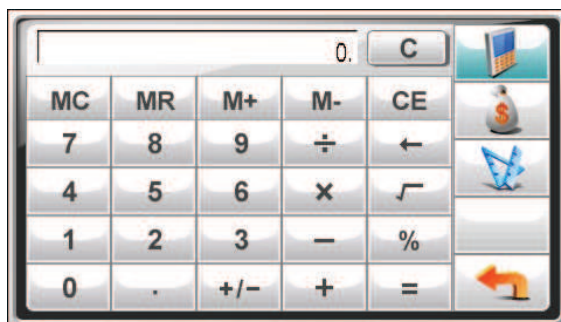 0. C
MC MR M+ M- CE
7 8 9 ÷ ←
4 5 6 × √
1 2 3 − %
0 . +/− + =
$